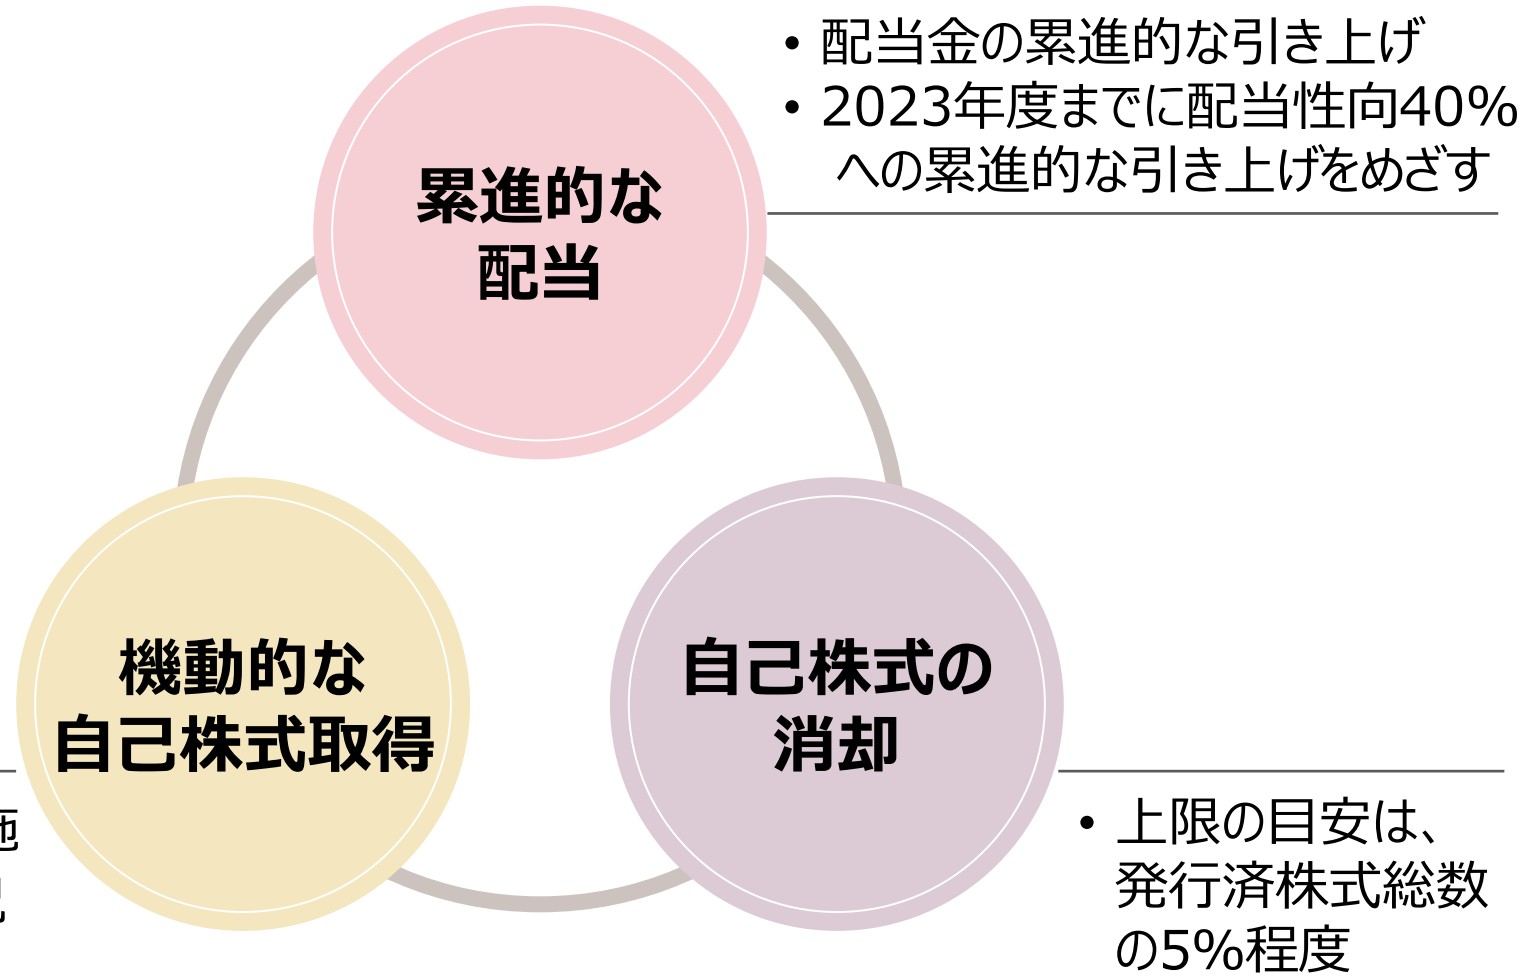 • 配当金の累進的な引き上げ
• 2023年度までに配当性向40%
への累進的な引き上げをめざす
累進的な
配当
機動的な
自己株式取得
自己株式の
消却
• 上限の目安は、
発行済株式総数
の5%程度